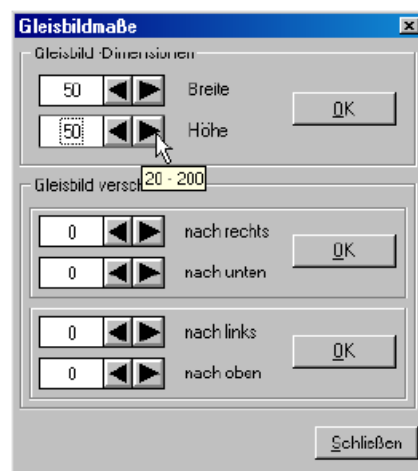 Gleisbildmaße
Gleisbild -Dimensionen
50 Breite
OK
50 Höhe
20 - 200
Gleisbild versch
0 nach rechts
OK
0 nach unten
0 nach links
OK
0 nach oben
Schließen